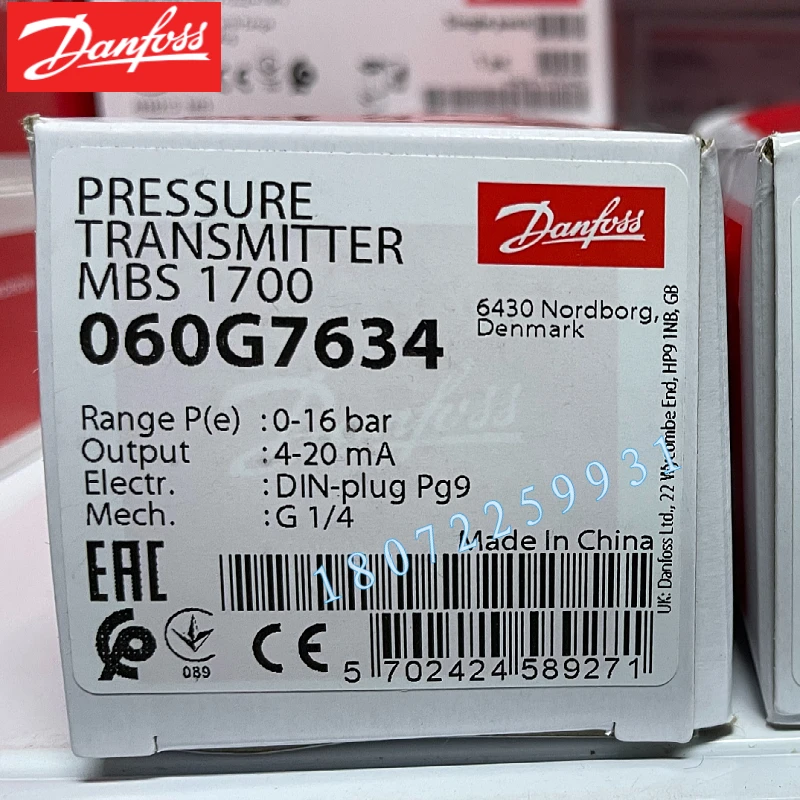 Danfoss
PRESSURE
TRANSMITTER
MBS 1700
060G7634
Danfoss
6430 Nordborg,
Denmark
Range P(e) : 0-16 bar
Output : 4-20 mA
Electr. : DIN-plug Pg9
Mech. : G 1/4
Danfoss
18072259931
Made In China
EAC
089
CE
5 702424 589271
UK: Danfoss Ltd., 22 Wycombe End, HP9 1NB, GB